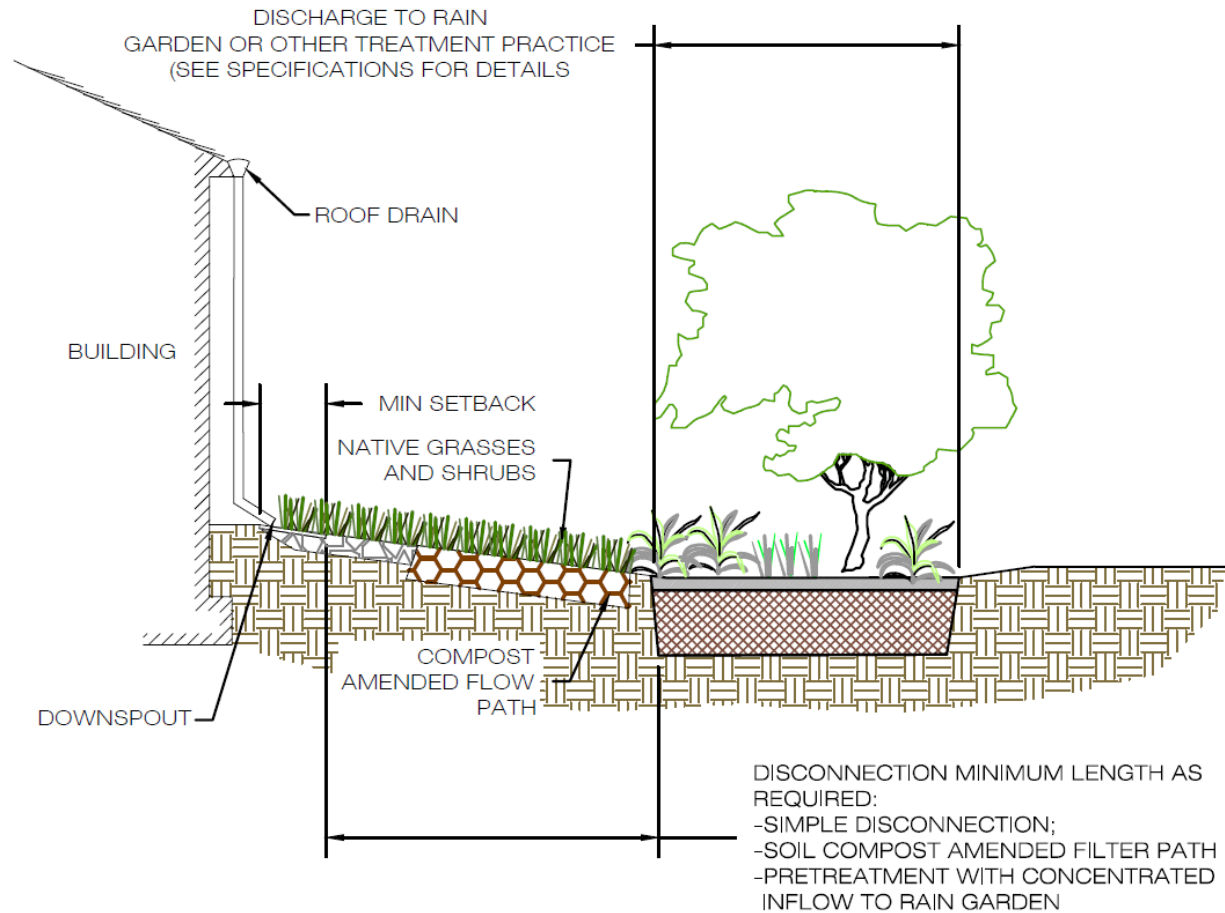 DISCHARGE TO RAIN
GARDEN OR OTHER TREATMENT PRACTICE
(SEE SPECIFICATIONS FOR DETAILS
ROOF DRAIN
BUILDING
MIN SETBACK
NATIVE GRASSES
AND SHRUBS
COMPOST
AMENDED FLOW
PATH
DOWNSPOUT
DISCONNECTION MINIMUM LENGTH AS
REQUIRED:
-SIMPLE DISCONNECTION;
-SOIL COMPOST AMENDED FILTER PATH
-PRETREATMENT WITH CONCENTRATED
INFLOW TO RAIN GARDEN